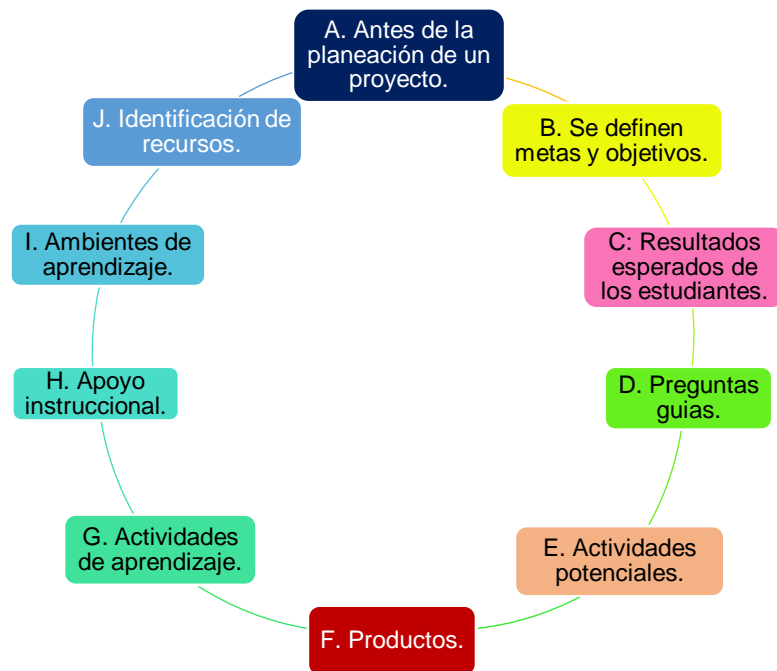 A. Antes de la
planeación de un
proyecto.
B. Se definen
metas y objetivos.
C: Resultados
esperados de
los estudiantes.
D. Preguntas
guias.
E. Actividades
potenciales.
F. Productos.
G. Actividades
de aprendizaje.
H. Apoyo
instruccional.
I. Ambientes de
aprendizaje.
J. Identificación de
recursos.